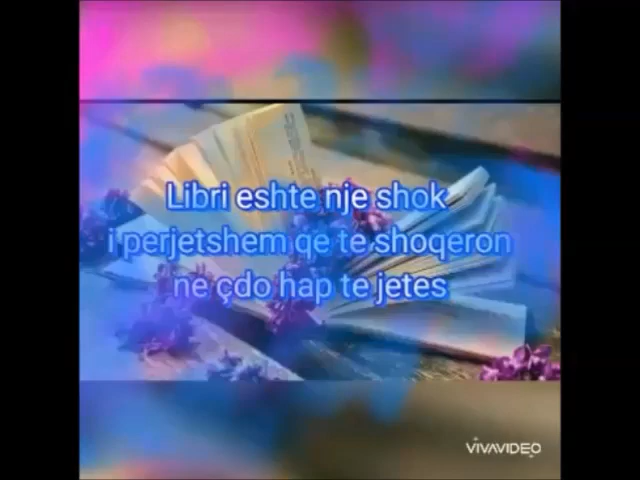 Libri eshte nje shok
i perjetshem qe te shoqeron
ne çdo hap te jetes
VIVAVIDEO